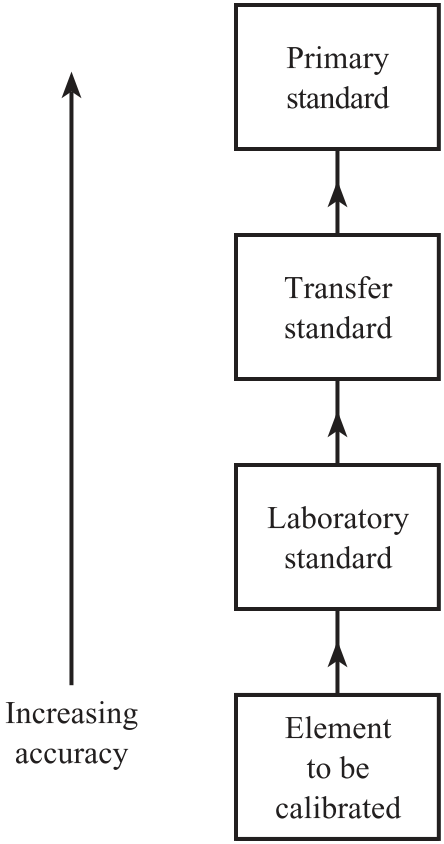 Primary
standard
Transfer
standard
Laboratory
standard
Increasing
accuracy
Element
to be
calibrated